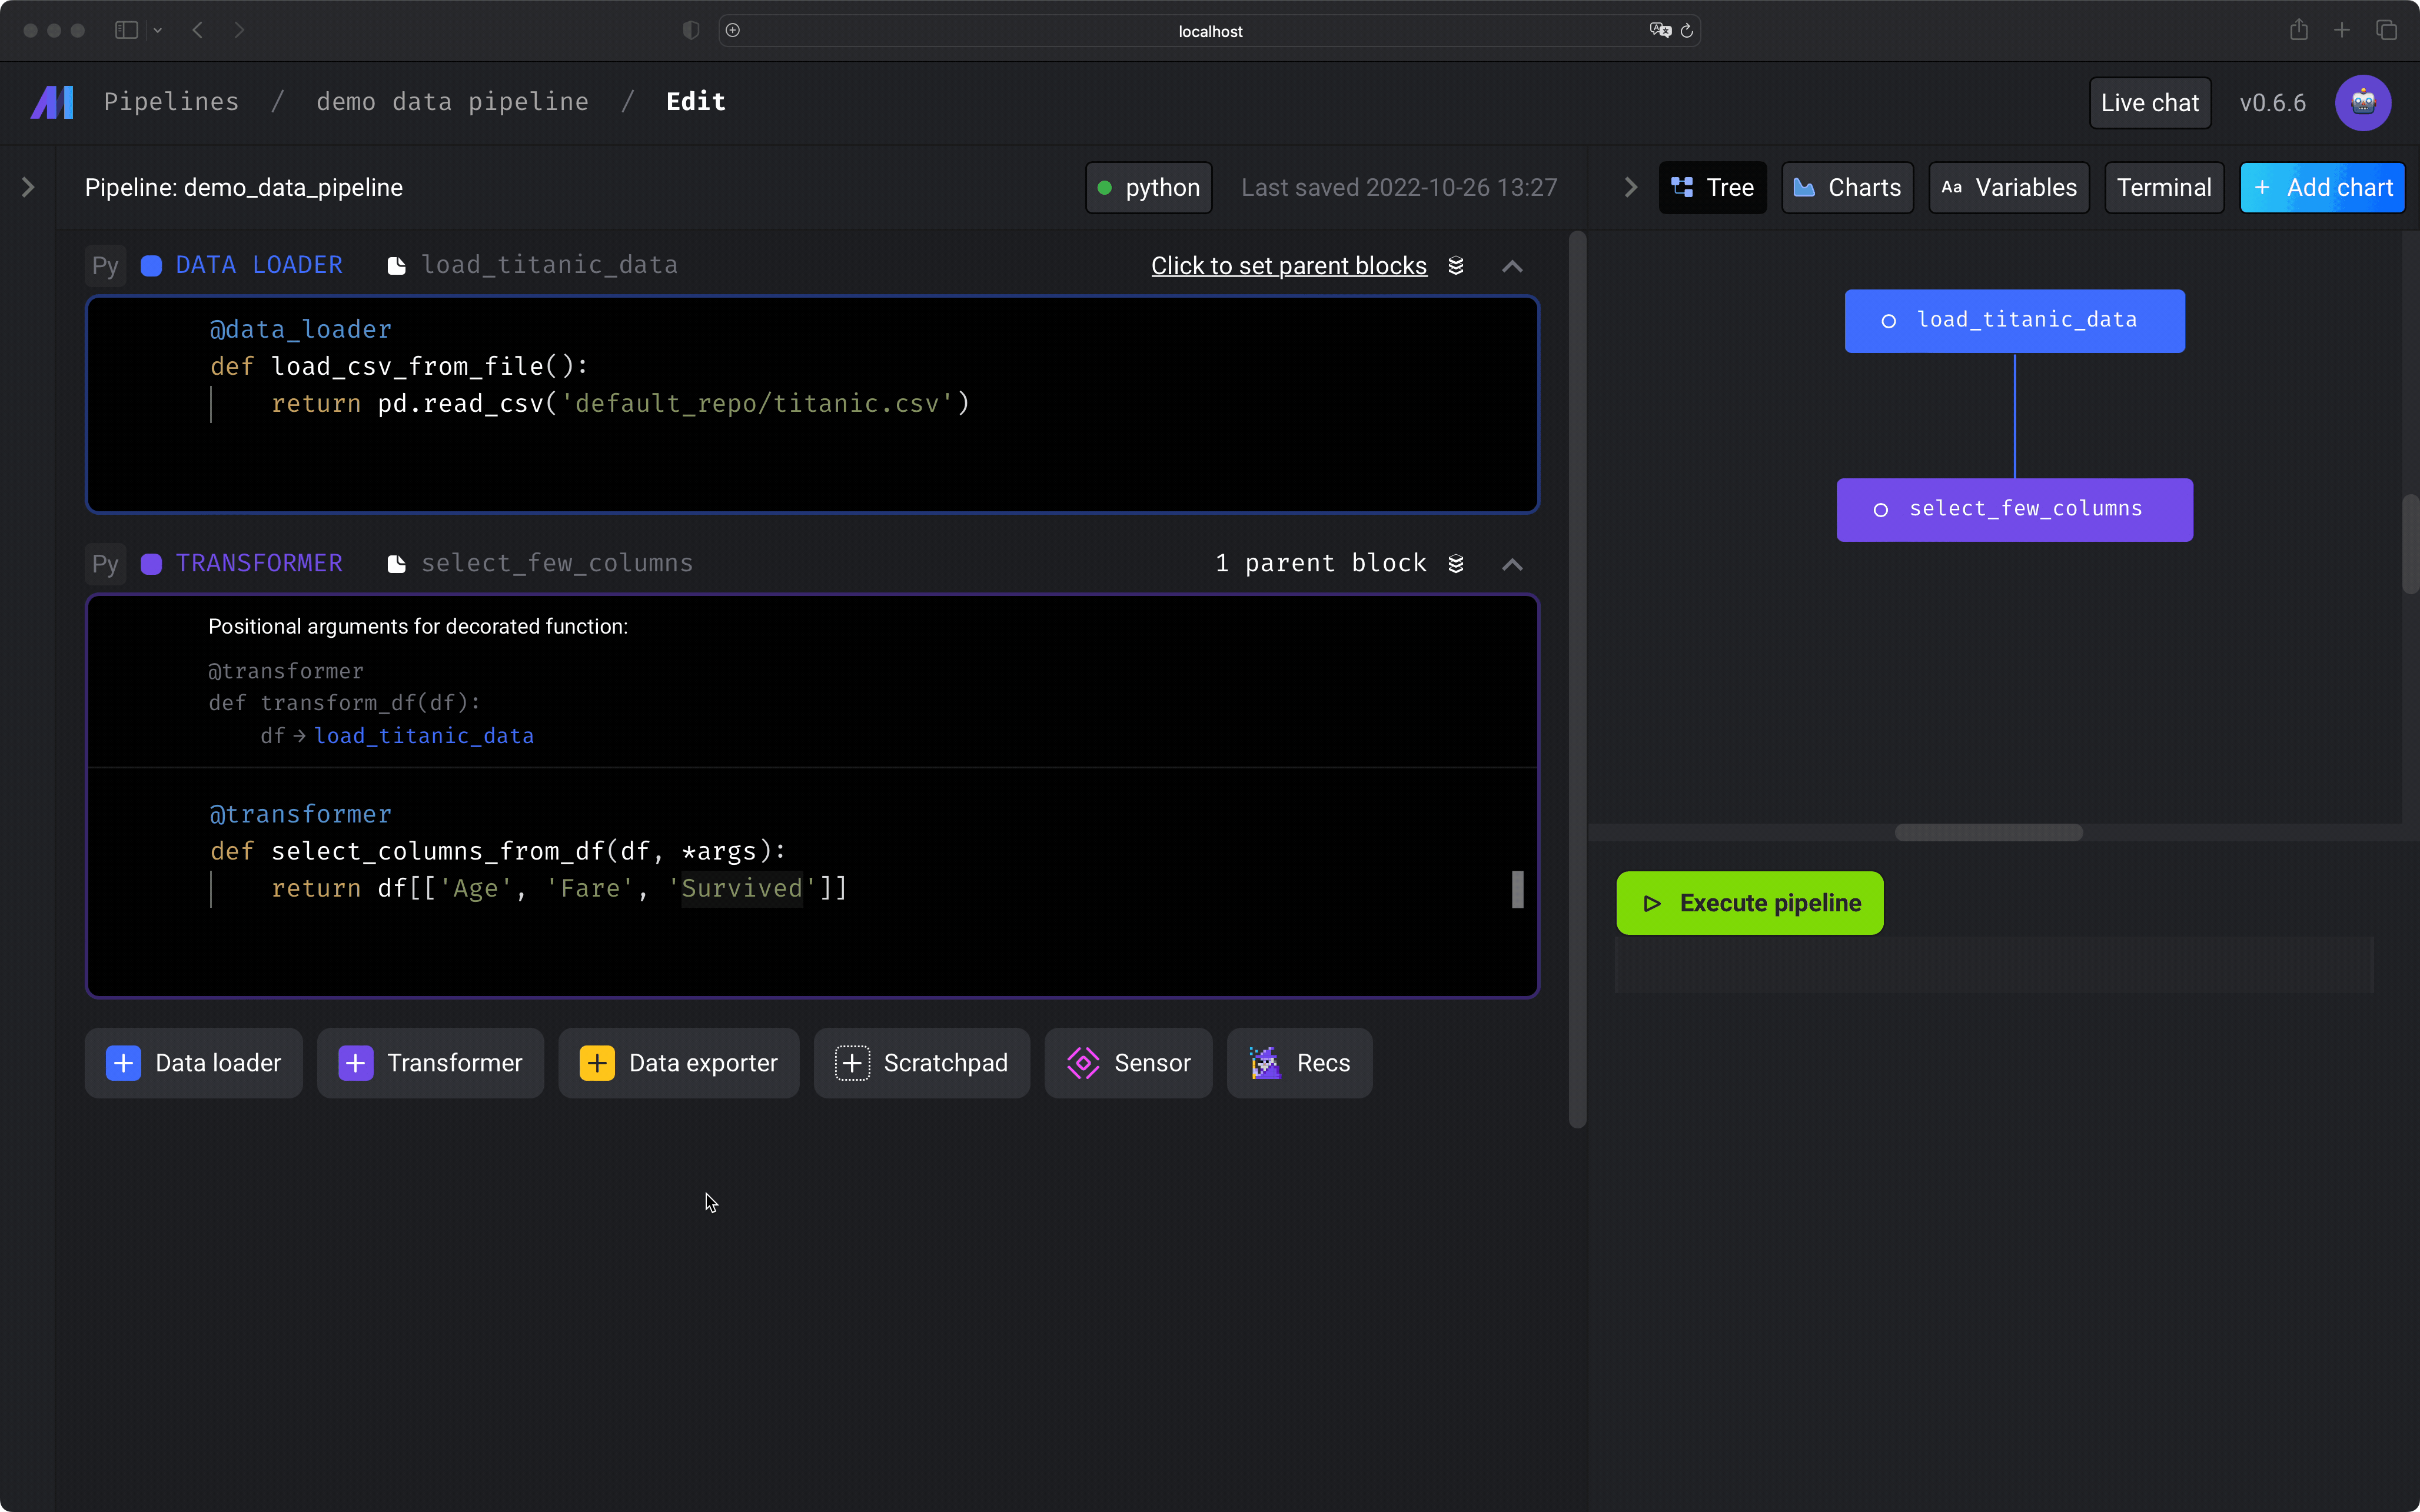 localhost
Pipelines / demo data pipeline / Edit
Live chat v0.6.6
Pipeline: demo_data_pipeline
python Last saved 2022-10-26 13:27
Tree Charts Aa Variables Terminal + Add chart
Py DATA LOADER load_titanic_data Click to set parent blocks
@data_loader
def load_csv_from_file():
    return pd.read_csv('default_repo/titanic.csv')
Py TRANSFORMER select_few_columns 1 parent block
Positional arguments for decorated function:
@transformer
def transform_df(df):
    df → load_titanic_data
@transformer
def select_columns_from_df(df, *args):
    return df[['Age', 'Fare', 'Survived']]
+ Data loader + Transformer + Data exporter + Scratchpad Sensor Recs
load_titanic_data
select_few_columns
Execute pipeline